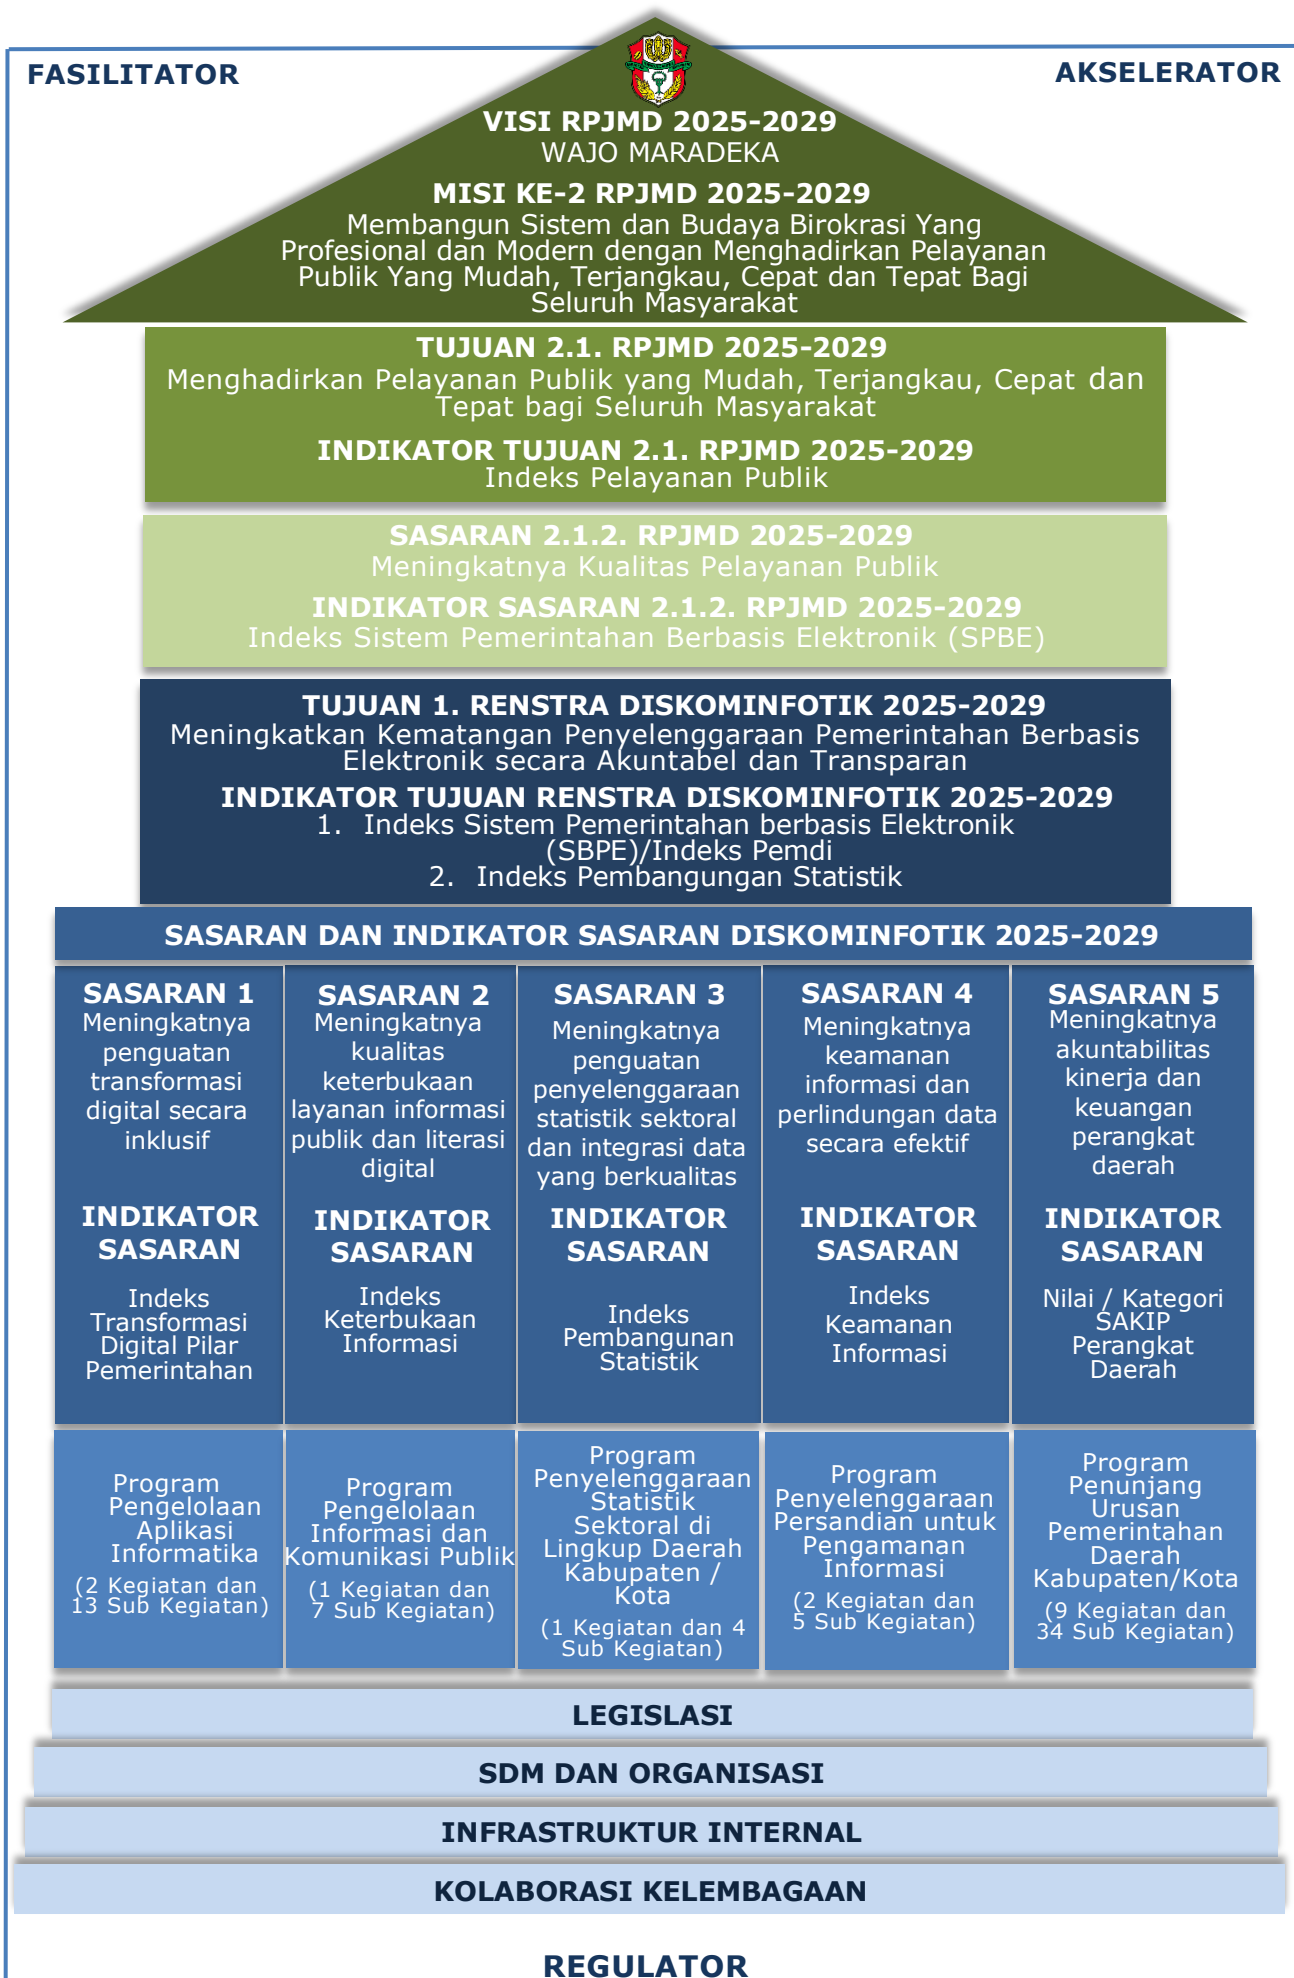 FASILITATOR
AKSELERATOR
VISI RPJMD 2025-2029
WAJO MARADEKA
MISI KE-2 RPJMD 2025-2029
Membangun Sistem dan Budaya Birokrasi Yang
Profesional dan Modern dengan Menghadirkan Pelayanan
Publik Yang Mudah, Terjangkau, Cepat dan Tepat Bagi
Seluruh Masyarakat
TUJUAN 2.1. RPJMD 2025-2029
Menghadirkan Pelayanan Publik yang Mudah, Terjangkau, Cepat dan
Tepat bagi Seluruh Masyarakat
INDIKATOR TUJUAN 2.1. RPJMD 2025-2029
Indeks Pelayanan Publik
SASARAN 2.1.2. RPJMD 2025-2029
Meningkatnya Kualitas Pelayanan Publik
INDIKATOR SASARAN 2.1.2. RPJMD 2025-2029
Indeks Sistem Pemerintahan Berbasis Elektronik (SPBE)
TUJUAN 1. RENSTRA DISKOMINFOTIK 2025-2029
Meningkatkan Kematangan Penyelenggaraan Pemerintahan Berbasis
Elektronik secara Akuntabel dan Transparan
INDIKATOR TUJUAN RENSTRA DISKOMINFOTIK 2025-2029
1. Indeks Sistem Pemerintahan berbasis Elektronik
(SBPE)/Indeks Pemdi
2. Indeks Pembangungan Statistik
SASARAN DAN INDIKATOR SASARAN DISKOMINFOTIK 2025-2029
SASARAN 1
Meningkatnya
penguatan
transformasi
digital secara
inklusif
INDIKATOR
SASARAN
Indeks
Transformasi
Digital Pilar
Pemerintahan
SASARAN 2
Meningkatnya
kualitas
keterbukaan
layanan informasi
publik dan literasi
digital
INDIKATOR
SASARAN
Indeks
Keterbukaan
Informasi
SASARAN 3
Meningkatnya
penguatan
penyelenggaraan
statistik sektoral
dan integrasi data
yang berkualitas
INDIKATOR
SASARAN
Indeks
Pembangunan
Statistik
SASARAN 4
Meningkatnya
keamanan
informasi dan
perlindungan data
secara efektif
INDIKATOR
SASARAN
Indeks
Keamanan
Informasi
SASARAN 5
Meningkatnya
akuntabilitas
kinerja dan
keuangan
perangkat
daerah
INDIKATOR
SASARAN
Nilai / Kategori
SAKIP
Perangkat
Daerah
Program
Pengelolaan
Aplikasi
Informatika
(2 Kegiatan dan
13 Sub Kegiatan)
Program
Pengelolaan
Informasi dan
Komunikasi Publik
(1 Kegiatan dan
7 Sub Kegiatan)
Program
Penyelenggaraan
Statistik
Sektoral di
Lingkup Daerah
Kabupaten /
Kota
(1 Kegiatan dan 4
Sub Kegiatan)
Program
Penyelenggaraan
Persandian untuk
Pengamanan
Informasi
(2 Kegiatan dan
5 Sub Kegiatan)
Program
Penunjang
Urusan
Pemerintahan
Daerah
Kabupaten/Kota
(9 Kegiatan dan
34 Sub Kegiatan)
LEGISLASI
SDM DAN ORGANISASI
INFRASTRUKTUR INTERNAL
KOLABORASI KELEMBAGAAN
REGULATOR